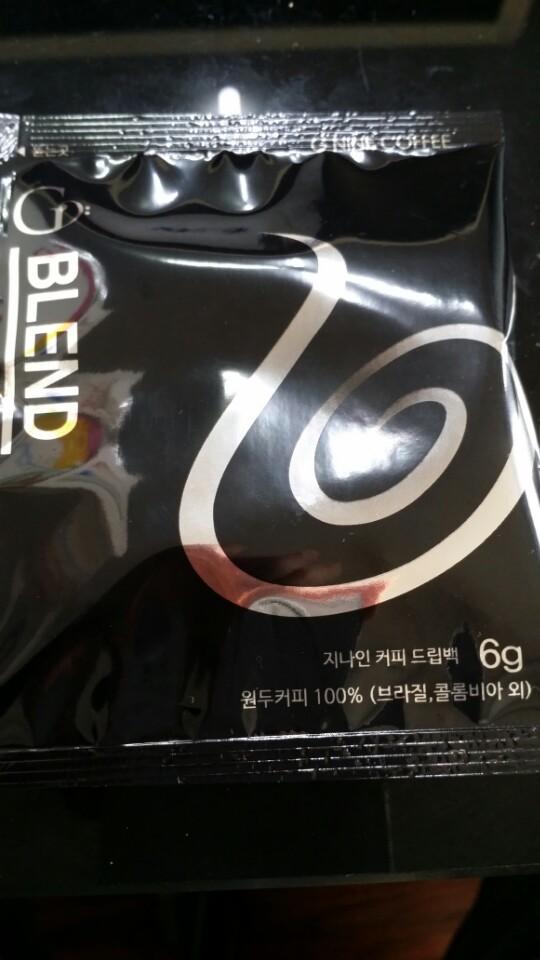 G NINE COFFEE
BLEND
지나인 커피 드립백 6g
원두커피 100% (브라질,콜롬비아 외)